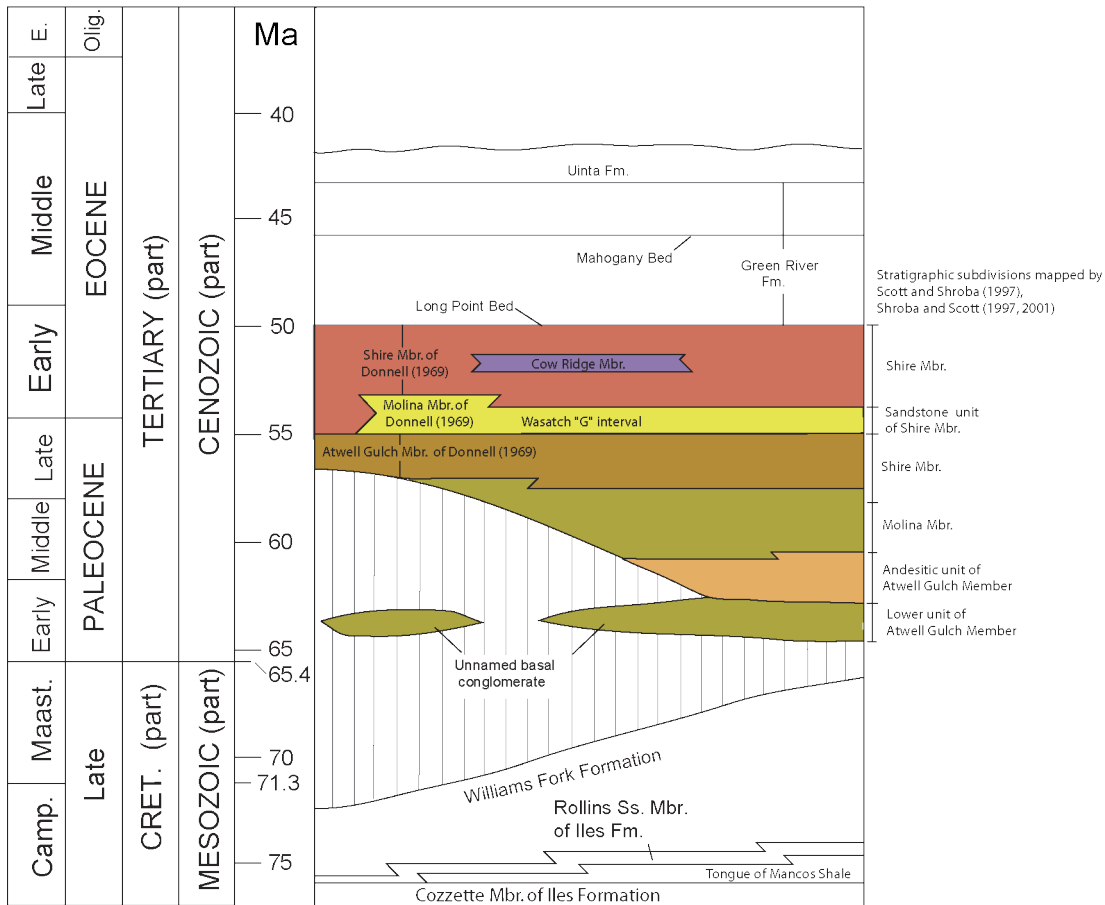 E.
Olig.
Ma
Late
40
Uinta Fm.
Middle
45
EOCENE
TERTIARY (part)
CENOZOIC (part)
Mahogany Bed
Green River
Fm.
Stratigraphic subdivisions mapped by
Scott and Shroba (1997),
Shroba and Scott (1997, 2001)
Long Point Bed
50
Early
Shire Mbr. of
Donnell (1969)
Cow Ridge Mbr.
Shire Mbr.
Molina Mbr. of
Donnell (1969)
Wasatch "G" interval
Sandstone unit
of Shire Mbr.
55
Late
Atwell Gulch Mbr. of Donnell (1969)
Shire Mbr.
PALEOCENE
Middle
60
Molina Mbr.
Andesitic unit of
Atwell Gulch Member
Early
Lower unit of
Atwell Gulch Member
65
65.4
Unnamed basal
conglomerate
Maast.
Late
CRET. (part)
MESOZOIC (part)
70
71.3
Williams Fork Formation
Camp.
Rollins Ss. Mbr.
of Iles Fm.
75
Tongue of Mancos Shale
Cozzette Mbr. of Iles Formation